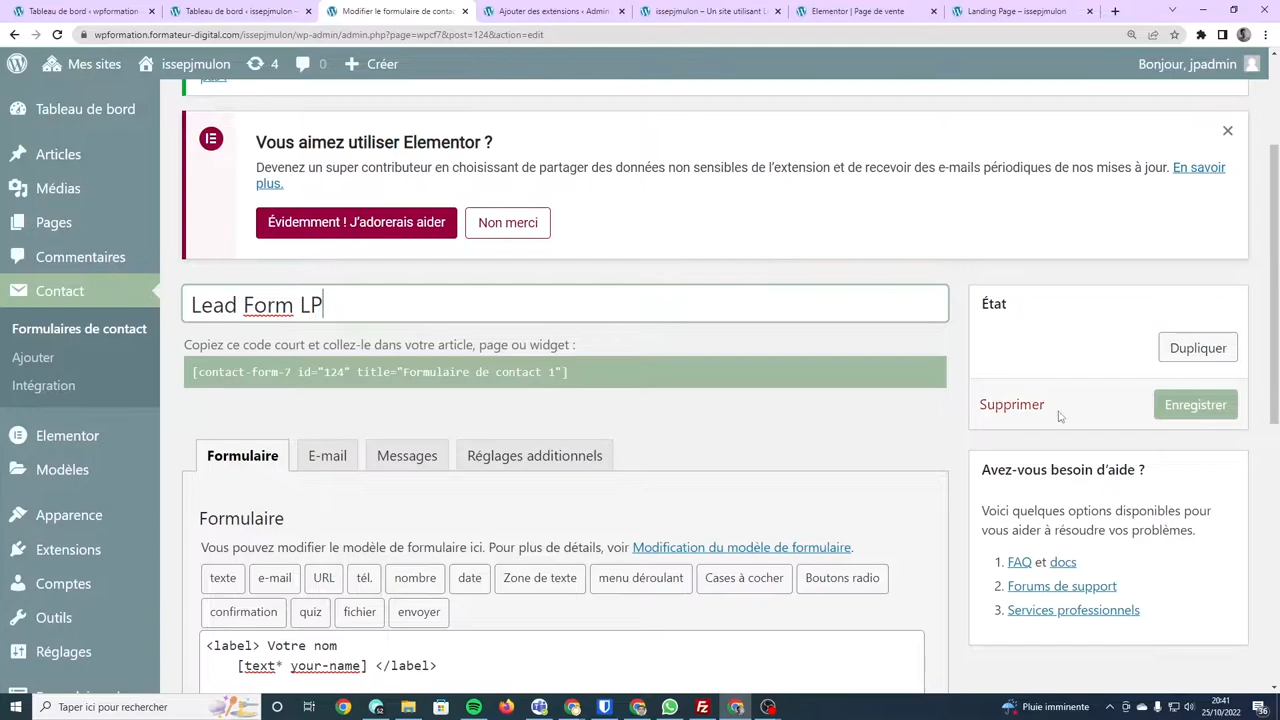 Tableau de bord ‹ wpformation
Tableau de bord ‹ issepjmulon —
Modifier le formulaire de contact
Ajouter des extensions ‹ Admin
issepjmulon – Un site utilisant L
Elementor | Page de vente
Landing Page – issepjmulon
wpformation.formateur-digital.com/issepjmulon/wp-admin/admin.php?page=wpcf7&post=124&action=edit
Mes sites
issepjmulon
4
0
Créer
Bonjour, jpadmin
Tableau de bord
Articles
Médias
Pages
Commentaires
Contact
Formulaires de contact
Ajouter
Intégration
Elementor
Modèles
Apparence
Extensions
Comptes
Outils
Réglages
Vous aimez utiliser Elementor ?
Devenez un super contributeur en choisissant de partager des données non sensibles de l'extension et de recevoir des e-mails périodiques de nos mises à jour. En savoir
plus.
Évidemment ! J'adorerais aider
Non merci
Lead Form LP
Copiez ce code court et collez-le dans votre article, page ou widget :
[contact-form-7 id="124" title="Formulaire de contact 1"]
État
Dupliquer
Supprimer
Enregistrer
Formulaire
E-mail
Messages
Réglages additionnels
Formulaire
Vous pouvez modifier le modèle de formulaire ici. Pour plus de détails, voir Modification du modèle de formulaire.
texte
e-mail
URL
tél.
nombre
date
Zone de texte
menu déroulant
Cases à cocher
Boutons radio
confirmation
quiz
fichier
envoyer
<label> Votre nom
[text* your-name] </label>
Avez-vous besoin d'aide ?
Voici quelques options disponibles pour
vous aider à résoudre vos problèmes.
1. FAQ et docs
2. Forums de support
3. Services professionnels
Taper ici pour rechercher
Pluie imminente
20:41
25/10/2022